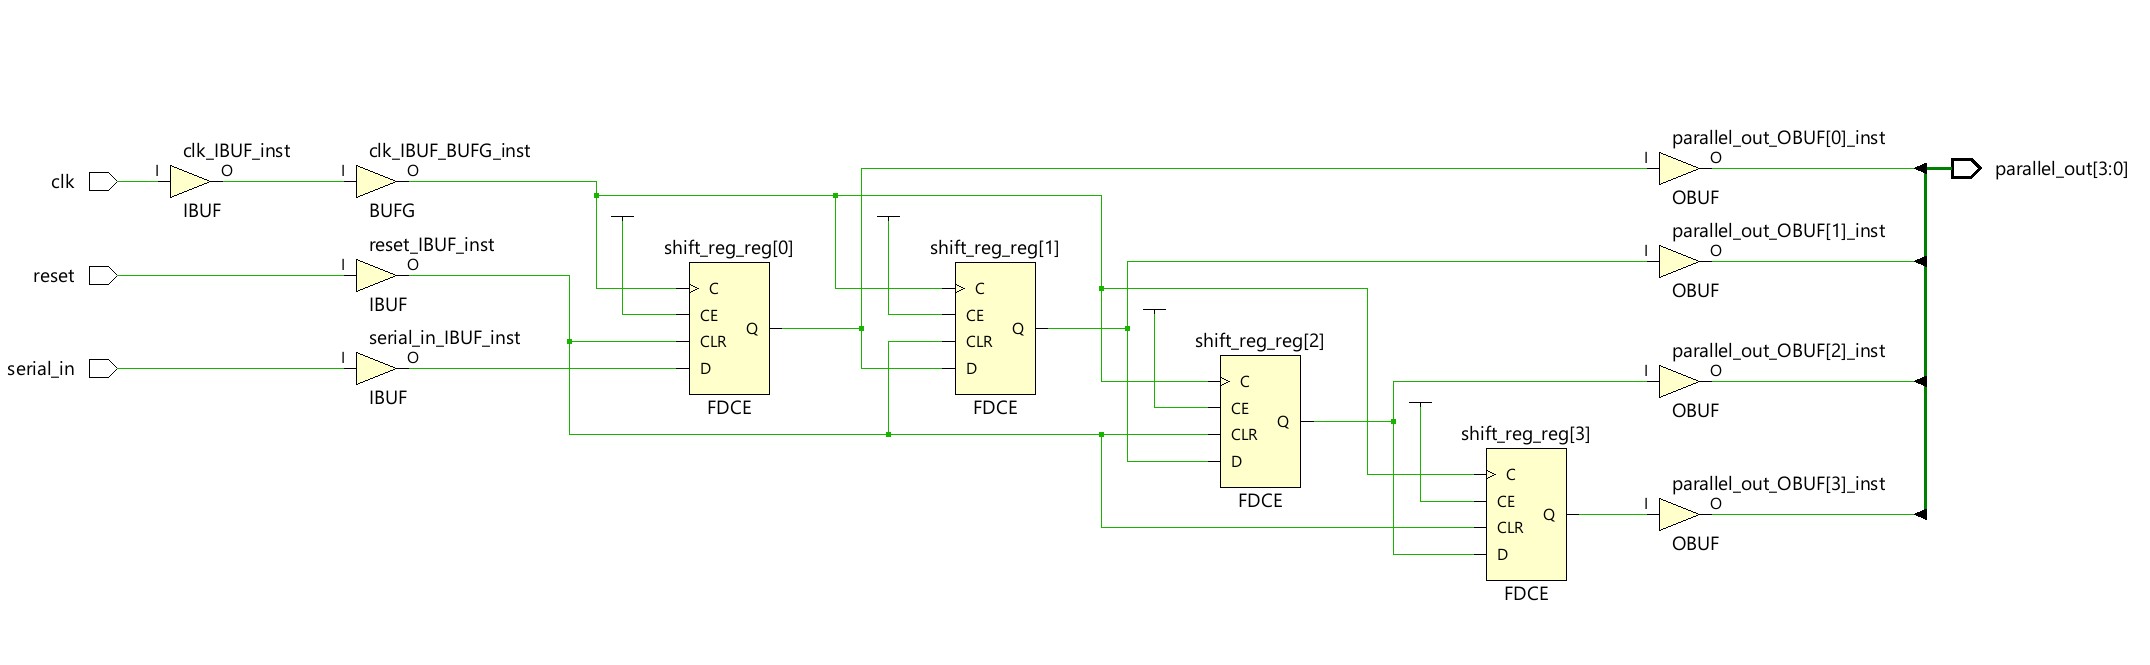 clk
I
clk_IBUF_inst
O
IBUF
I
clk_IBUF_BUFG_inst
O
BUFG
reset
I
reset_IBUF_inst
O
IBUF
serial_in
I
serial_in_IBUF_inst
O
IBUF
shift_reg_reg[0]
C
CE
CLR
D
Q
FDCE
shift_reg_reg[1]
C
CE
CLR
D
Q
FDCE
shift_reg_reg[2]
C
CE
CLR
D
Q
FDCE
shift_reg_reg[3]
C
CE
CLR
D
Q
FDCE
parallel_out_OBUF[0]_inst
I
O
OBUF
parallel_out_OBUF[1]_inst
I
O
OBUF
parallel_out_OBUF[2]_inst
I
O
OBUF
parallel_out_OBUF[3]_inst
I
O
OBUF
parallel_out[3:0]